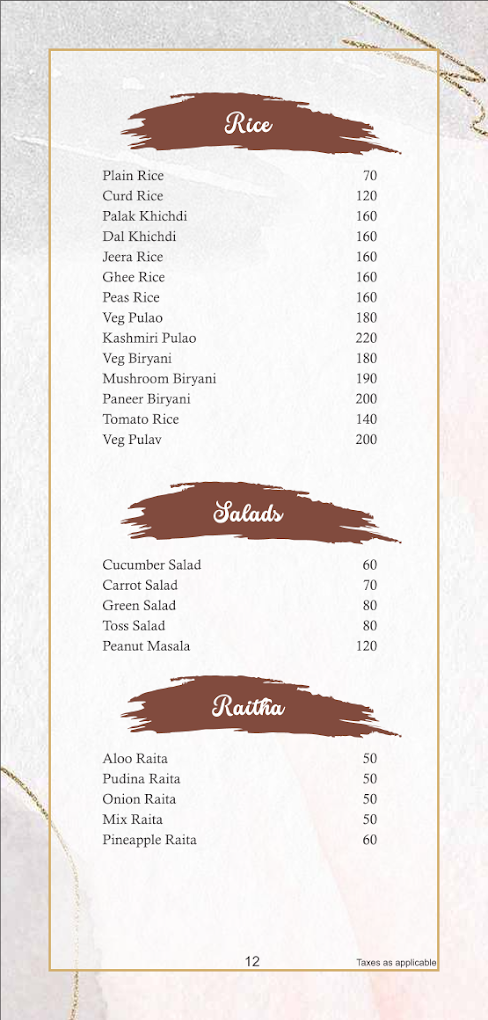 Rice
Plain Rice 70
Curd Rice 120
Palak Khichdi 160
Dal Khichdi 160
Jeera Rice 160
Ghee Rice 160
Peas Rice 160
Veg Pulao 180
Kashmiri Pulao 220
Veg Biryani 180
Mushroom Biryani 190
Paneer Biryani 200
Tomato Rice 140
Veg Pulav 200
Salads
Cucumber Salad 60
Carrot Salad 70
Green Salad 80
Toss Salad 80
Peanut Masala 120
Raitha
Aloo Raita 50
Pudina Raita 50
Onion Raita 50
Mix Raita 50
Pineapple Raita 60
12 Taxes as applicable